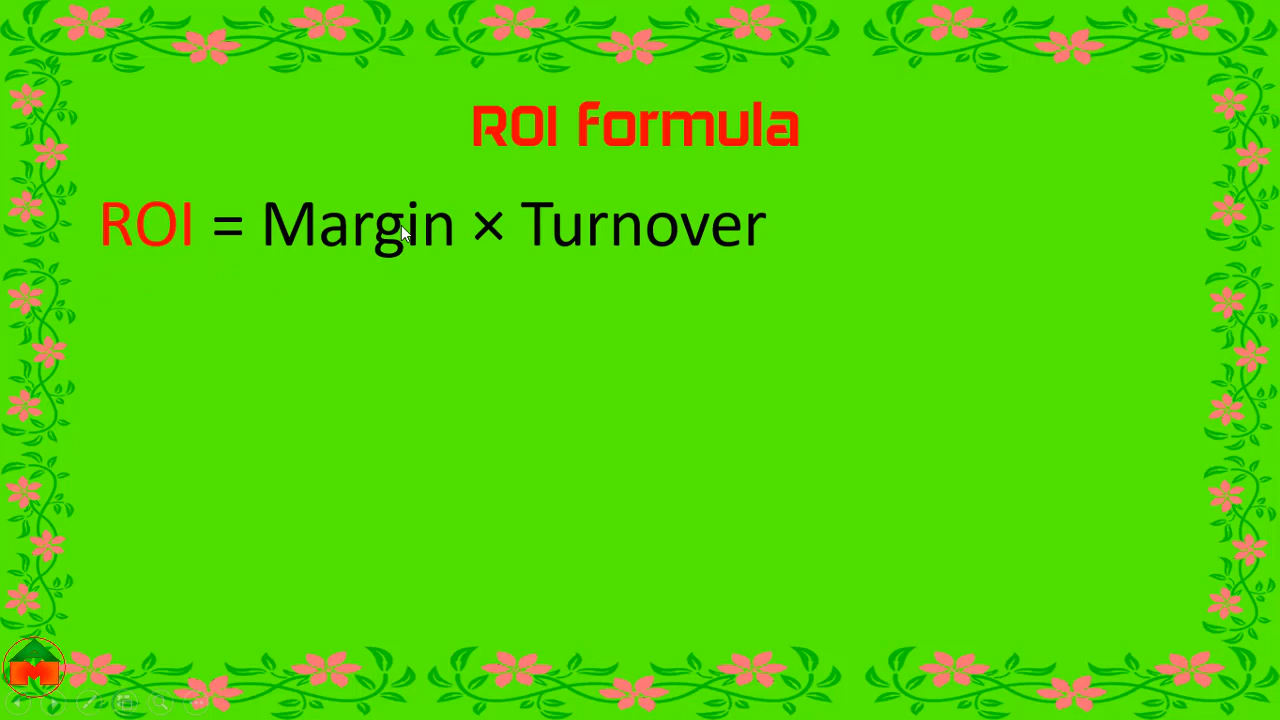 ROI formula
ROI = Margin × Turnover